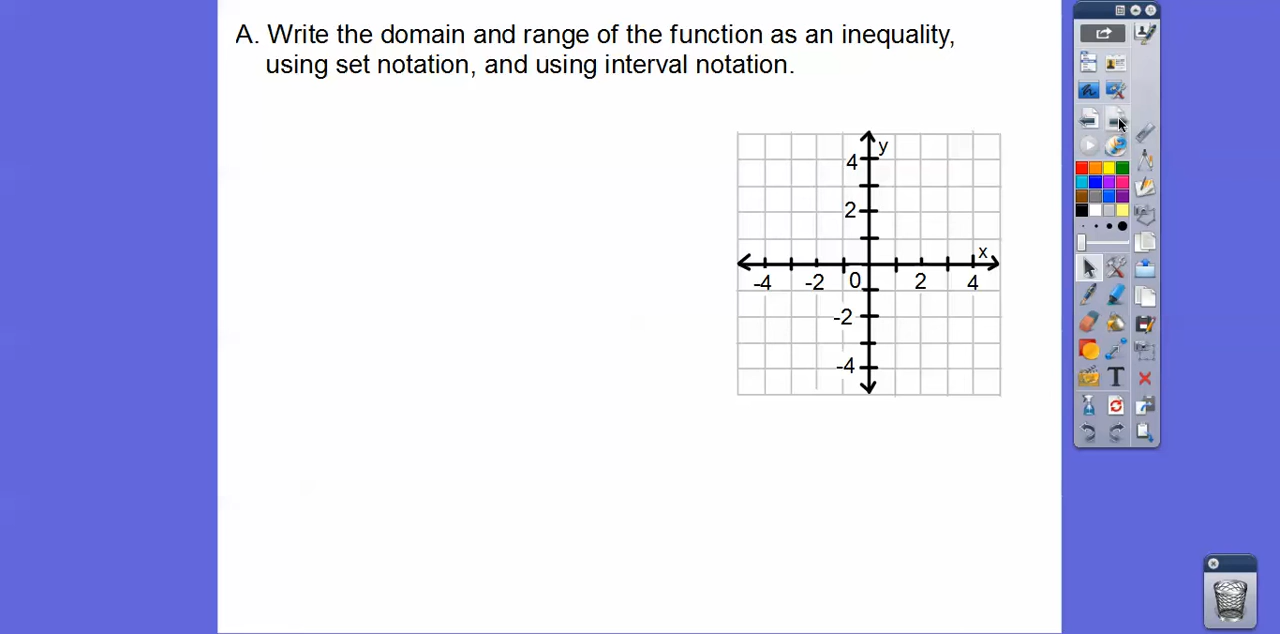 A. Write the domain and range of the function as an inequality,
using set notation, and using interval notation.
y
4
2
x
-4 -2 0 2 4
-2
-4
T